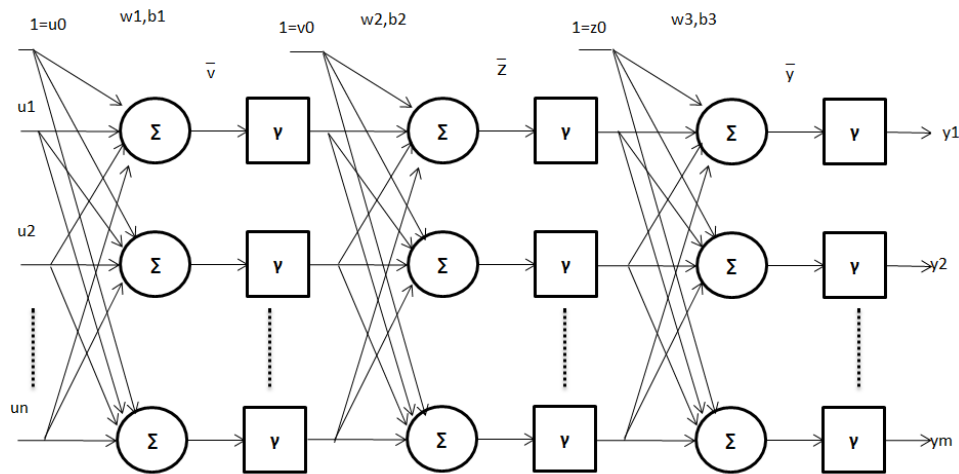 1=u0 w1,b1 1=v0 w2,b2 1=z0 w3,b3
v̅ z̅ y̅
u1 Σ γ Σ γ Σ γ y1
u2 Σ γ Σ γ Σ γ y2
un Σ γ Σ γ Σ γ ym